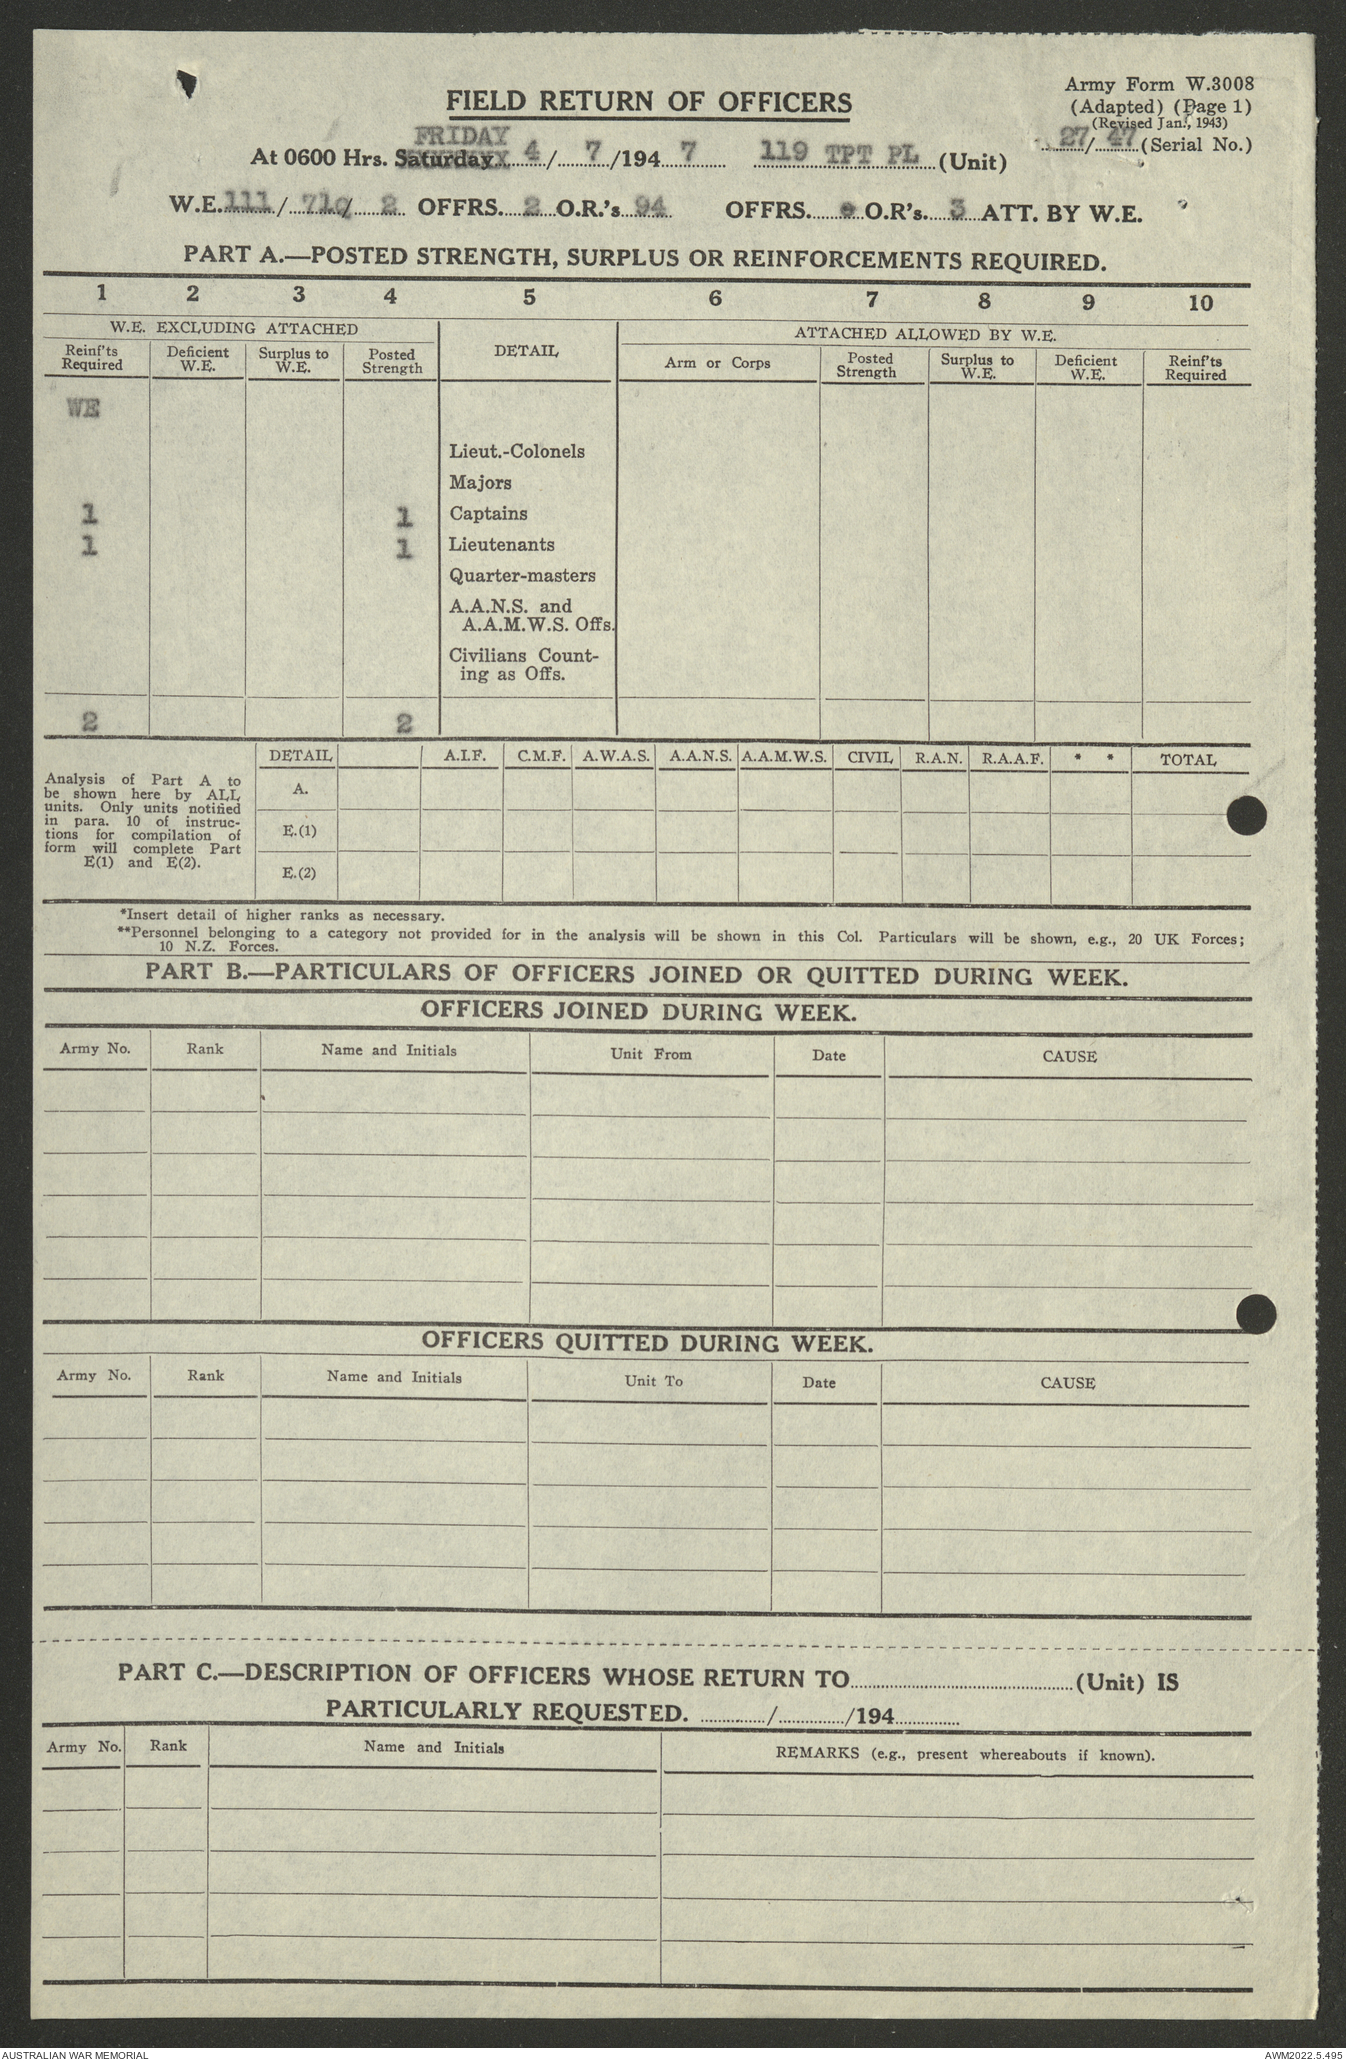 Army Form W.3008
FIELD RETURN OF OFFICERS
(Adapted) (Page 1)
(Revised Jan., 1943)
FRIDAY
At 0600 Hrs. Saturday 4/ 7 /194 7 119 TPT PL (Unit) 27/ 47 (Serial No.)
W.E. 111 / 710/ 2 OFFRS. 2 O.R.'s 94 OFFRS. O.R's. 3 ATT. BY W.E.
PART A.—POSTED STRENGTH, SURPLUS OR REINFORCEMENTS REQUIRED.
1 2 3 4 5 6 7 8 9 10
W.E. EXCLUDING ATTACHED DETAIL ATTACHED ALLOWED BY W.E.
Reinf'ts Required Deficient W.E. Surplus to W.E. Posted Strength Arm or Corps Posted Strength Surplus to W.E. Deficient W.E. Reinf'ts Required
WE
Lieut.-Colonels
Majors
1 1 Captains
1 1 Lieutenants
Quarter-masters
A.A.N.S. and
A.A.M.W.S. Offs.
Civilians Count-
ing as Offs.
2 2
DETAIL A.I.F. C.M.F. A.W.A.S. A.A.N.S. A.A.M.W.S. CIVIL R.A.N. R.A.A.F. * * TOTAL
Analysis of Part A to
be shown here by ALL
units. Only units notified
in para. 10 of instruc-
tions for compilation of
form will complete Part
E(1) and E(2).
A.
E.(1)
E.(2)
*Insert detail of higher ranks as necessary.
**Personnel belonging to a category not provided for in the analysis will be shown in this Col. Particulars will be shown, e.g., 20 UK Forces;
10 N.Z. Forces.
PART B.—PARTICULARS OF OFFICERS JOINED OR QUITTED DURING WEEK.
OFFICERS JOINED DURING WEEK.
Army No. Rank Name and Initials Unit From Date CAUSE
OFFICERS QUITTED DURING WEEK.
Army No. Rank Name and Initials Unit To Date CAUSE
PART C.—DESCRIPTION OF OFFICERS WHOSE RETURN TO (Unit) IS
PARTICULARLY REQUESTED. / /194
Army No. Rank Name and Initials REMARKS (e.g., present whereabouts if known).
AUSTRALIAN WAR MEMORIAL AWM2022.5.495